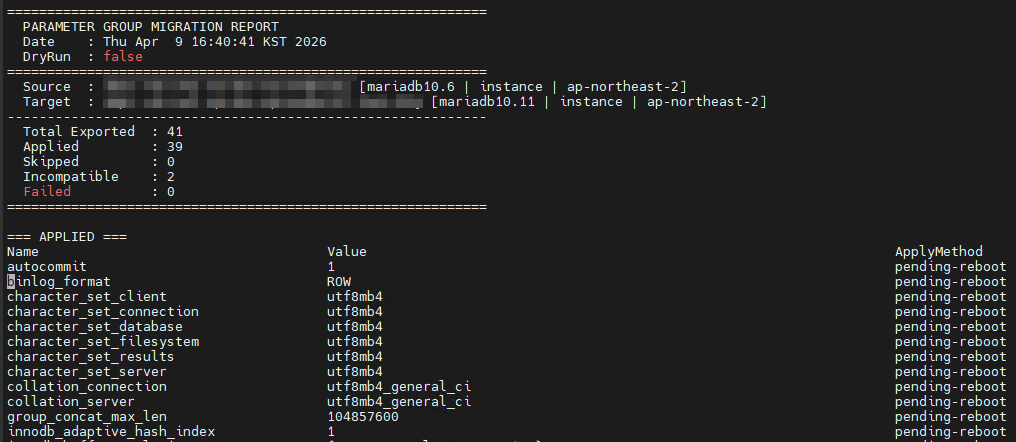 ============================================================
PARAMETER GROUP MIGRATION REPORT
Date    : Thu Apr  9 16:40:41 KST 2026
DryRun  : false
============================================================
Source  : [mariadb10.6 | instance | ap-northeast-2]
Target  : [mariadb10.11 | instance | ap-northeast-2]
------------------------------------------------------------
Total Exported  : 41
Applied         : 39
Skipped         : 0
Incompatible    : 2
Failed          : 0
============================================================
=== APPLIED ===
Name Value ApplyMethod
autocommit 1 pending-reboot
binlog_format ROW pending-reboot
character_set_client utf8mb4 pending-reboot
character_set_connection utf8mb4 pending-reboot
character_set_database utf8mb4 pending-reboot
character_set_filesystem utf8mb4 pending-reboot
character_set_results utf8mb4 pending-reboot
character_set_server utf8mb4 pending-reboot
collation_connection utf8mb4_general_ci pending-reboot
collation_server utf8mb4_general_ci pending-reboot
group_concat_max_len 104857600 pending-reboot
innodb_adaptive_hash_index 1 pending-reboot